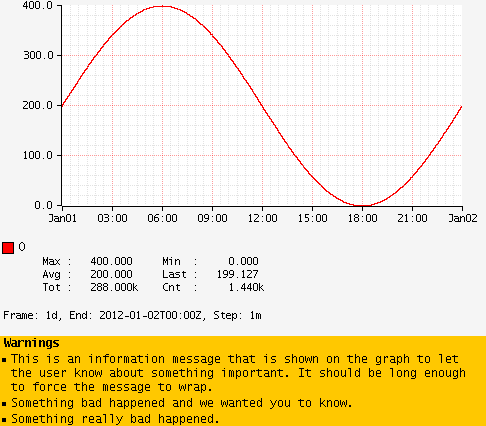 400.0
300.0
200.0
100.0
0.0
Jan01 03:00 06:00 09:00 12:00 15:00 18:00 21:00 Jan02
0
Max : 400.000 Min : 0.000
Avg : 200.000 Last : 199.127
Tot : 288.000k Cnt : 1.440k
Frame: 1d, End: 2012-01-02T00:00Z, Step: 1m
Warnings
▪ This is an information message that is shown on the graph to let
the user know about something important. It should be long enough
to force the message to wrap.
▪ Something bad happened and we wanted you to know.
▪ Something really bad happened.